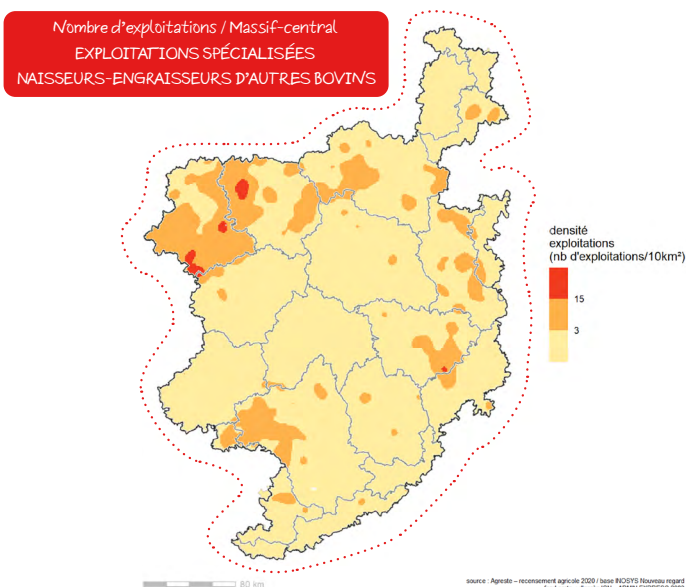 Nombre d'exploitations / Massif-central
EXPLOITATIONS SPÉCIALISÉES
NAISSEURS-ENGRAISSEURS D'AUTRES BOVINS
densité
exploitations
(nb d'exploitations/10km²)
15
3
80 km
source : Agreste – recensement agricole 2020 / base INOSYS Nouveau regard